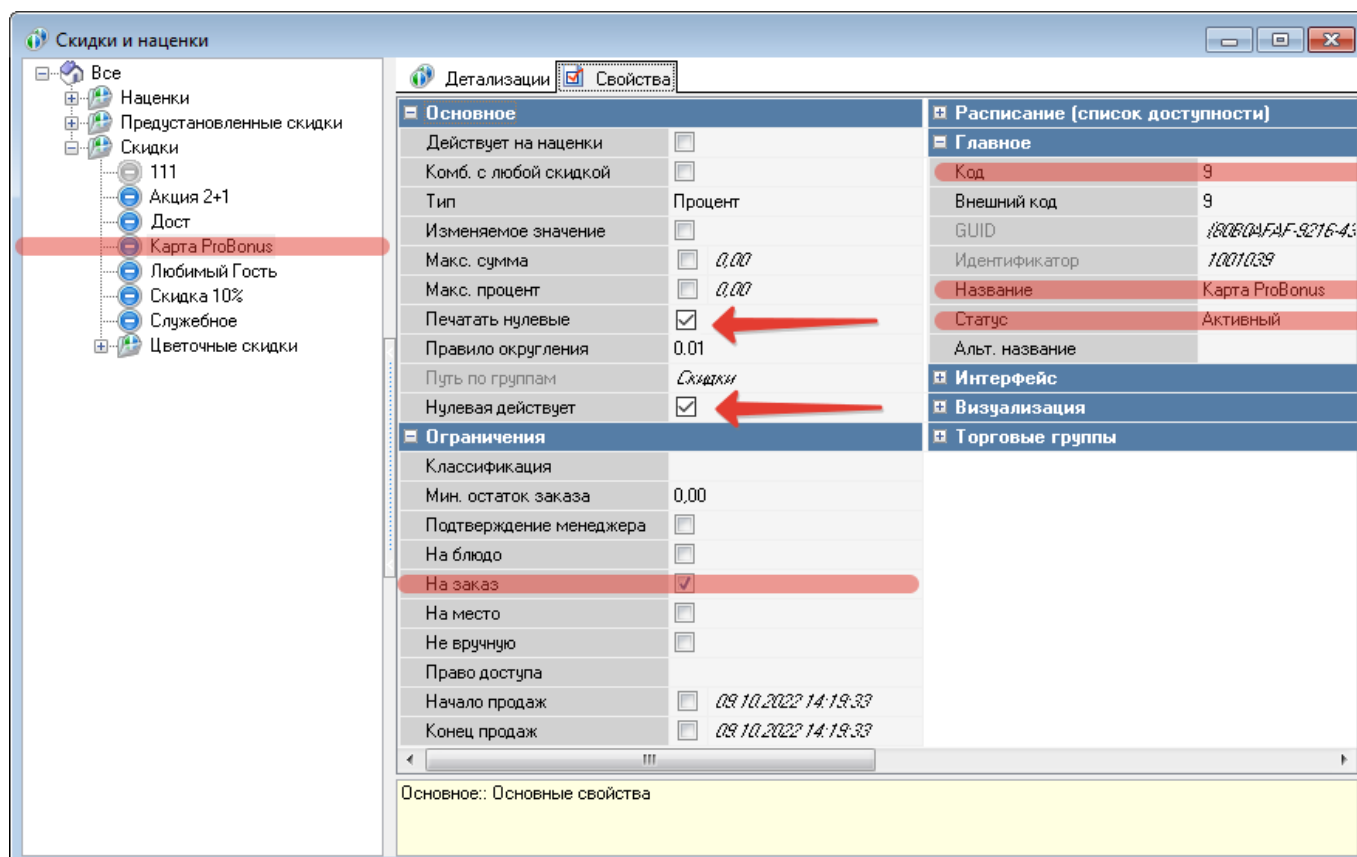 Скидки и наценки
Все
Наценки
Предустановленные скидки
Скидки
111
Акция 2+1
Дост
Карта ProBonus
Любимый Гость
Скидка 10%
Служебное
Цветочные скидки
Детализации Свойства
Основное
Действует на наценки
Комб. с любой скидкой
Тип Процент
Изменяемое значение
Макс. сумма 0,00
Макс. процент 0,00
Печатать нулевые
Правило округления 0.01
Путь по группам Скидки
Нулевая действует
Ограничения
Классификация
Мин. остаток заказа 0,00
Подтверждение менеджера
На блюдо
На заказ
На место
Не вручную
Право доступа
Начало продаж 09.10.2022 14:19:33
Конец продаж 09.10.2022 14:19:33
Расписание (список доступности)
Главное
Код 9
Внешний код 9
GUID
Идентификатор 1001039
Название Карта ProBonus
Статус Активный
Альт. название
Интерфейс
Визуализация
Торговые группы
Основное:: Основные свойства